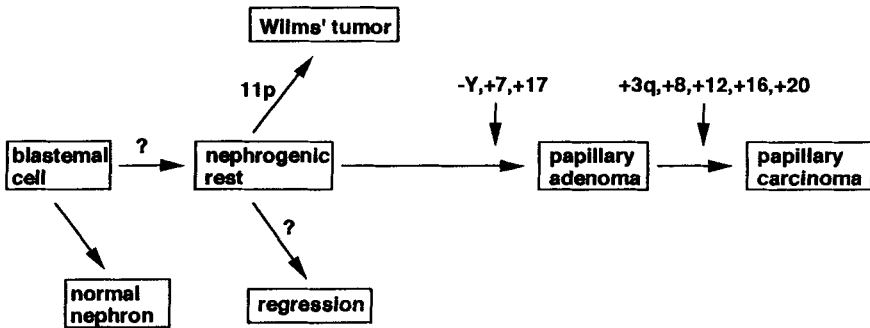 Wilms' tumor
11p
-Y,+7,+17
+3q,+8,+12,+16,+20
blastemal
cell
?
nephrogenic
rest
papillary
adenoma
papillary
carcinoma
?
normal
nephron
regression